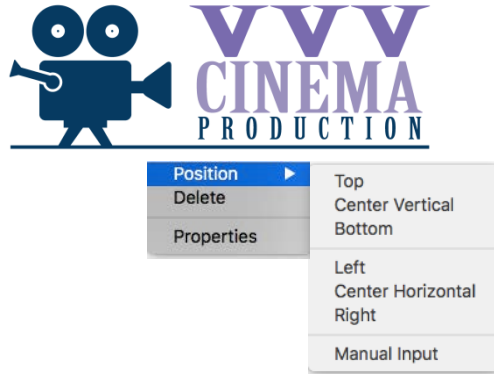 VVV
CINEMA
PRODUCTION
Position
Delete
Properties
Top
Center Vertical
Bottom
Left
Center Horizontal
Right
Manual Input